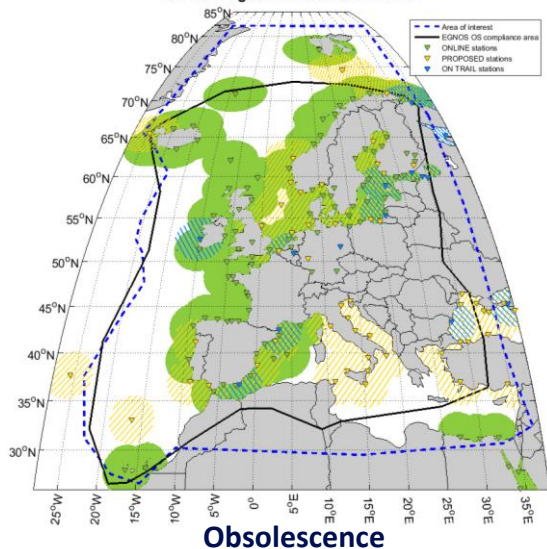 85°N
80°N
75°N
70°N
65°N
60°N
55°N
50°N
45°N
40°N
35°N
30°N
Area of interest
EGNOS OS compliance area
ONLINE stations
PROPOSED stations
ON TRAIL stations
25°W
20°W
15°W
10°W
5°W
0°
5°E
10°E
15°E
20°E
25°E
30°E
35°E
Obsolescence